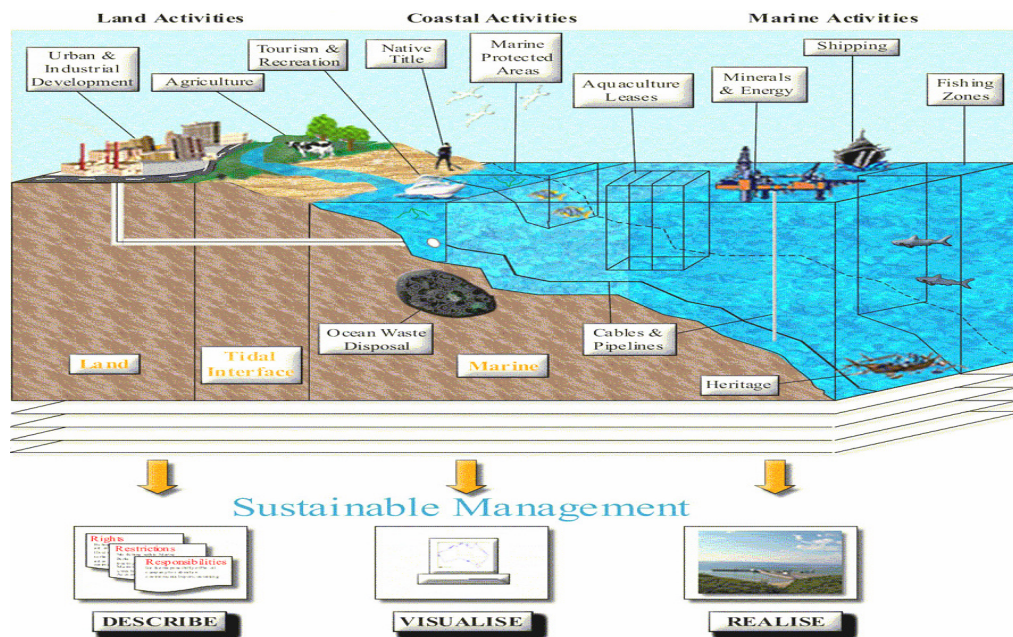 Land Activities
Coastal Activities
Marine Activities
Urban &
Industrial
Development
Agriculture
Tourism &
Recreation
Native
Title
Marine
Protected
Areas
Aquaculture
Leases
Minerals
& Energy
Shipping
Fishing
Zones
Ocean Waste
Disposal
Cables &
Pipelines
Heritage
Land
Tidal
Interface
Marine
Sustainable Management
Rights
Restrictions
Responsibilities
DESCRIBE
VISUALISE
REALISE